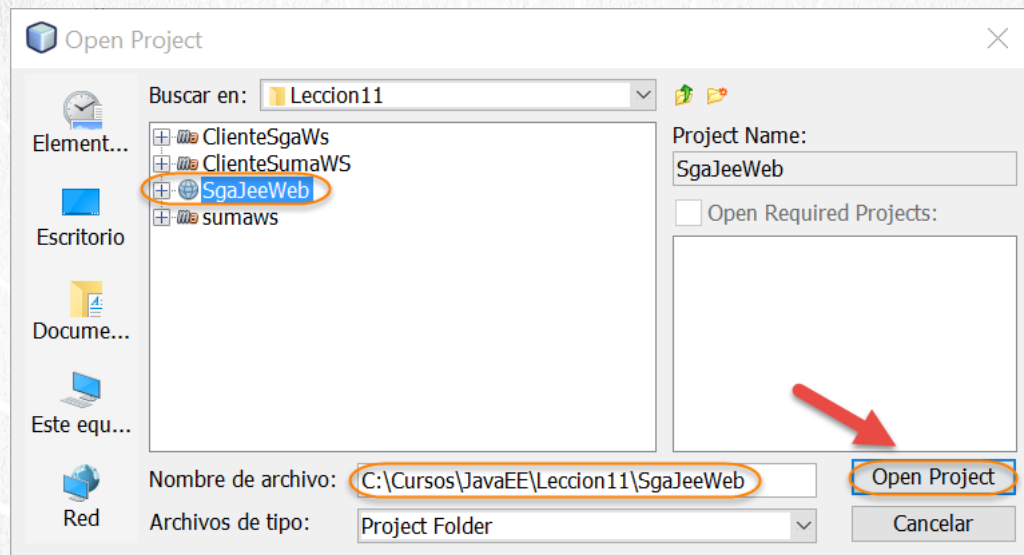 Open Project
Buscar en: Leccion11
Element...
Escritorio
Docume...
Este equ...
Red
ClienteSgaWs
ClienteSumaWS
SgaJeeWeb
sumaws
Project Name:
SgaJeeWeb
Open Required Projects:
Nombre de archivo: C:\Cursos\JavaEE\Leccion11\SgaJeeWeb
Open Project
Archivos de tipo: Project Folder
Cancelar